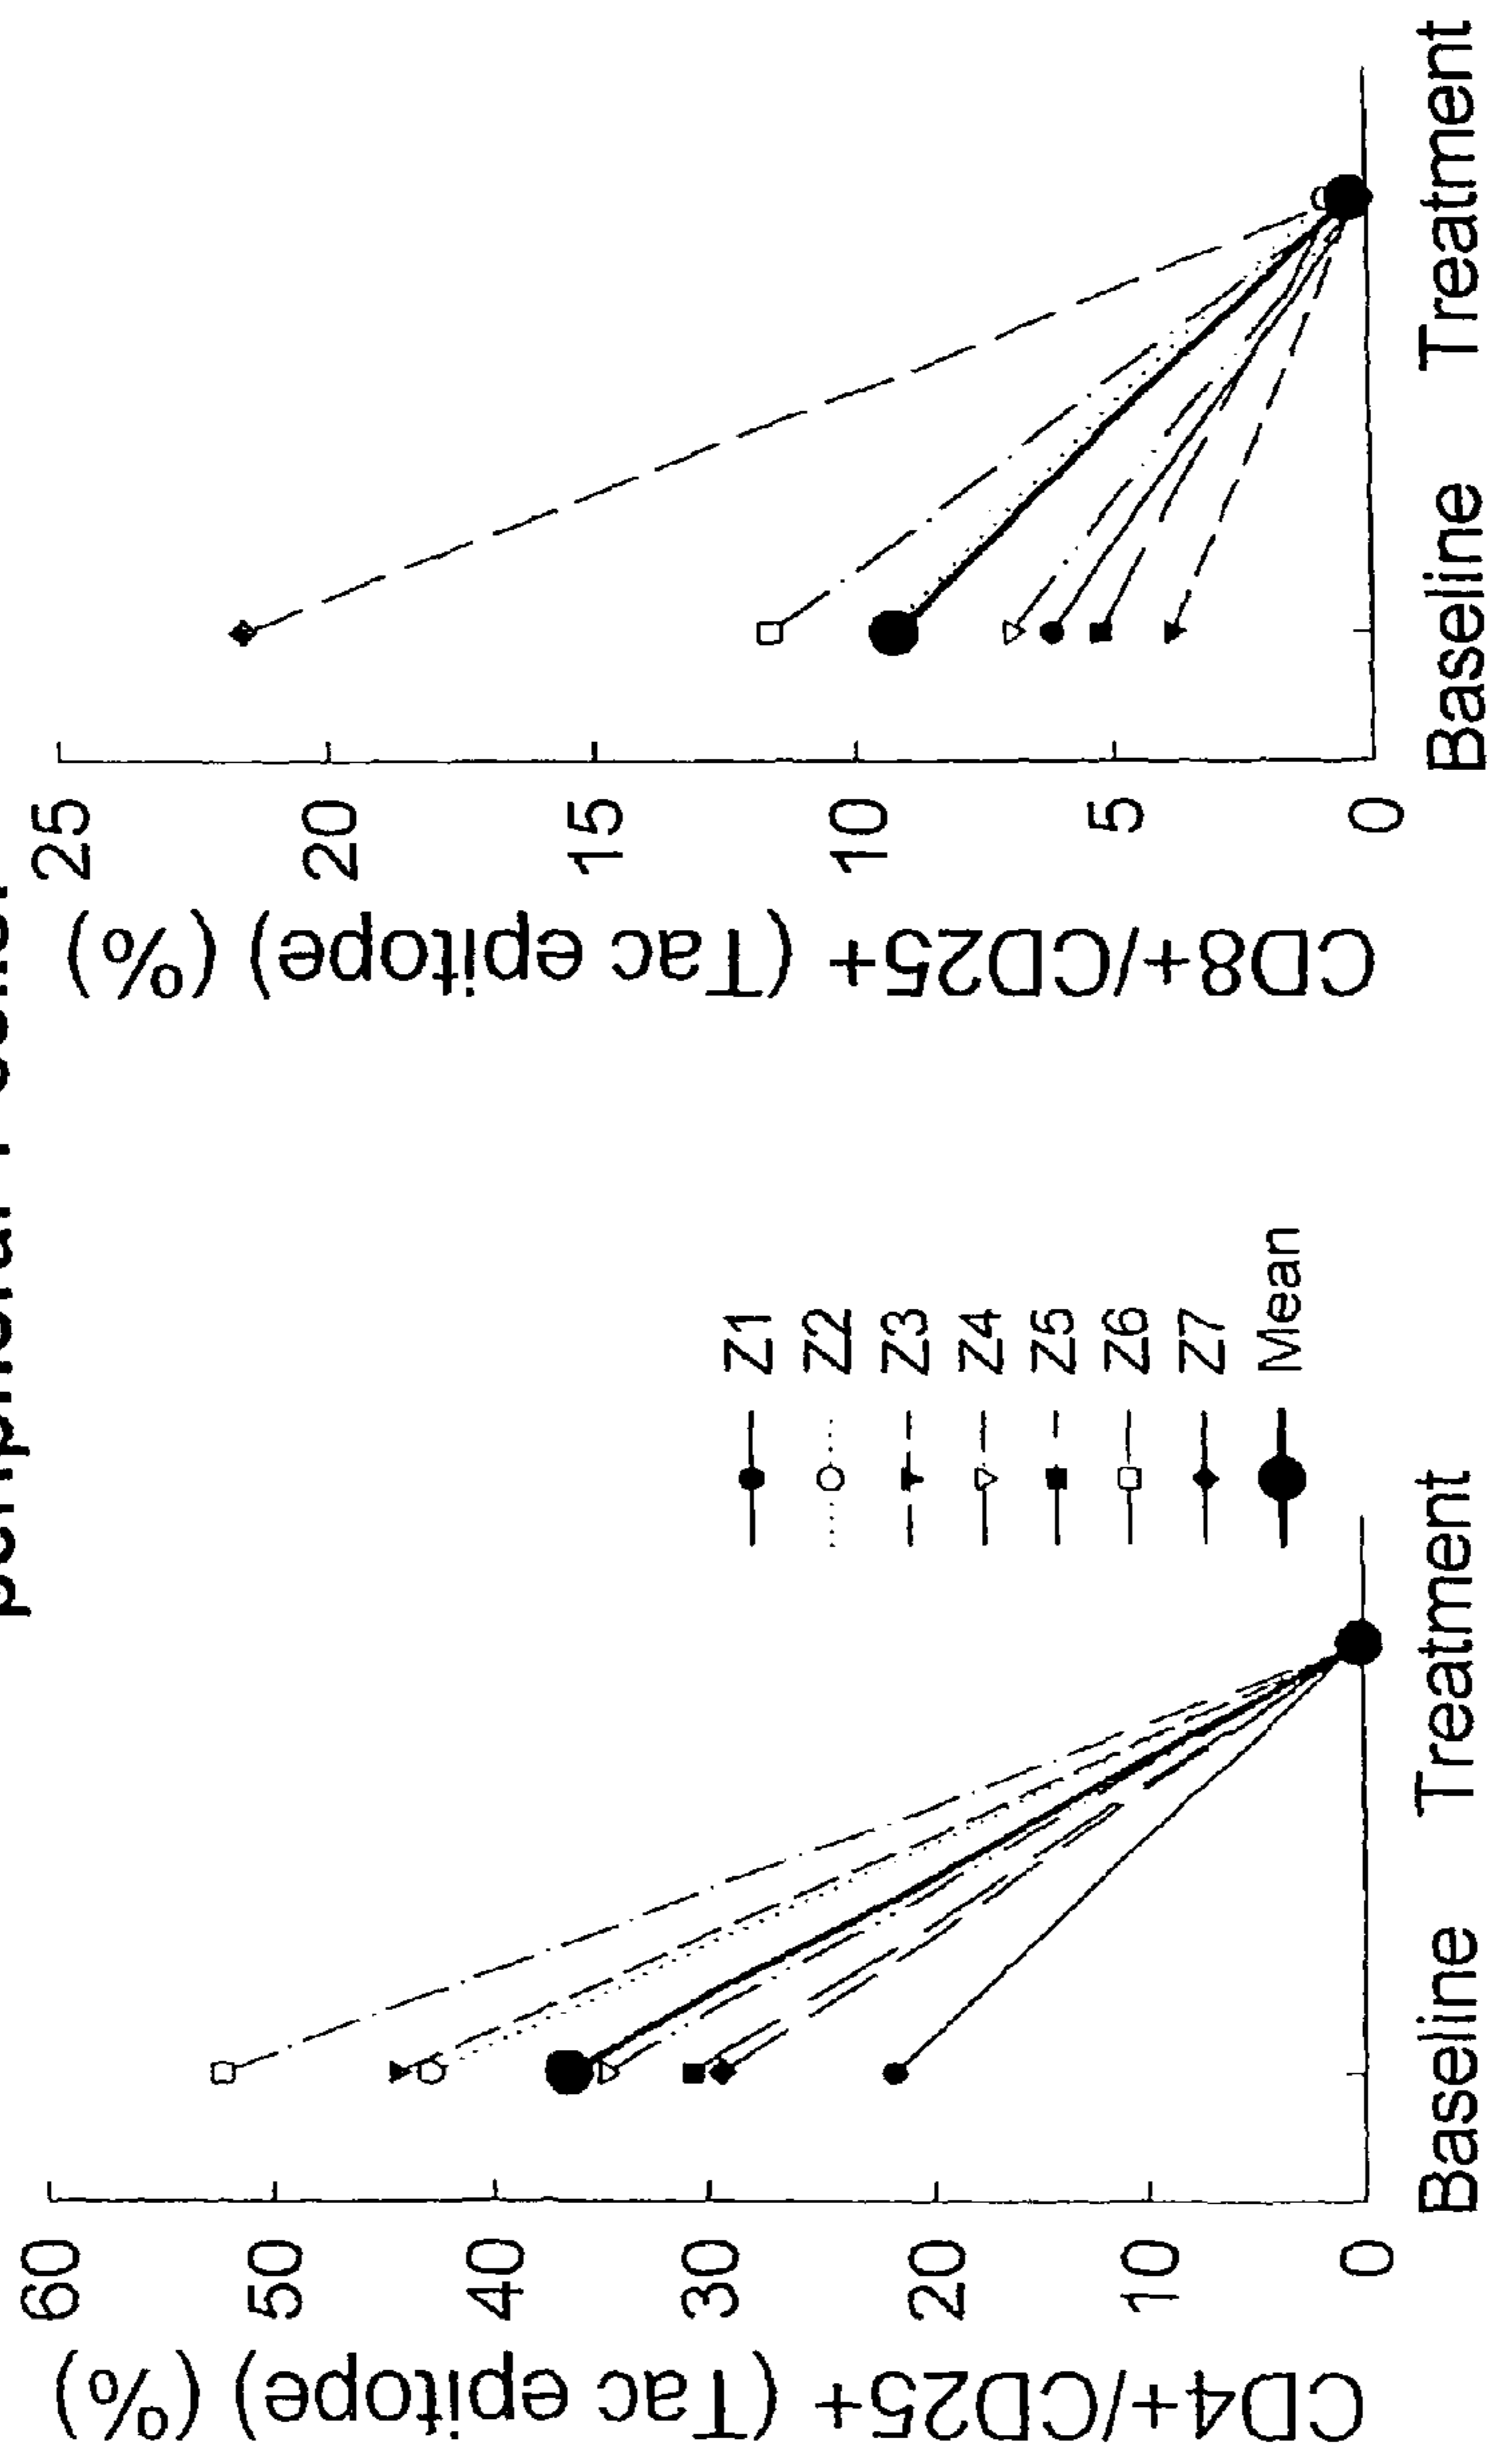 CD4+/CD25+ (Tac epitope) (%)
60
50
40
30
20
10
0
Baseline Treatment
Z1
Z2
Z3
Z4
Z5
Z6
Z7
Mean
CD8+/CD25+ (Tac epitope) (%)
25
20
15
10
5
0
Baseline Treatment